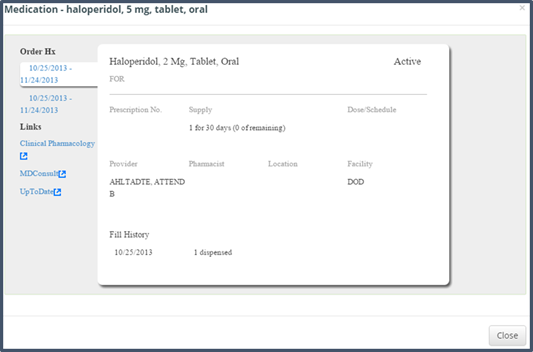 Medication - haloperidol, 5 mg, tablet, oral ×
Order Hx
10/25/2013 -
11/24/2013
10/25/2013 -
11/24/2013
Links
Clinical Pharmacology
MDConsult
UpToDate
Haloperidol, 2 Mg, Tablet, Oral Active
FOR
Prescription No. Supply Dose/Schedule
1 for 30 days (0 of remaining)
Provider Pharmacist Location Facility
AHLTADTE, ATTEND DOD
B
Fill History
10/25/2013 1 dispensed
Close